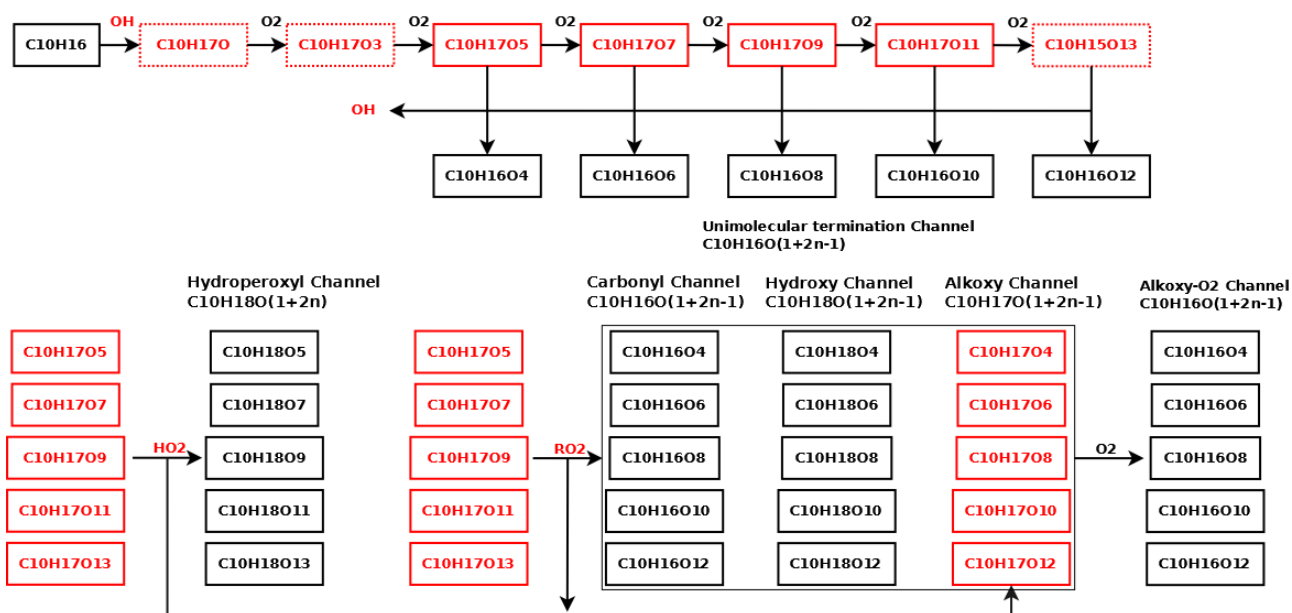 OH O2 O2 O2 O2 O2 O2
C10H16 C10H17O C10H17O3 C10H17O5 C10H17O7 C10H17O9 C10H17O11 C10H15O13
OH
C10H16O4 C10H16O6 C10H16O8 C10H16O10 C10H16O12
Unimolecular termination Channel
C10H16O(1+2n-1)
Hydroperoxyl Channel Carbonyl Channel Hydroxy Channel Alkoxy Channel Alkoxy-O2 Channel
C10H18O(1+2n) C10H16O(1+2n-1) C10H18O(1+2n-1) C10H17O(1+2n-1) C10H16O(1+2n-1)
C10H17O5 C10H18O5 C10H17O5 C10H16O4 C10H18O4 C10H17O4 C10H16O4
C10H17O7 C10H18O7 C10H17O7 C10H16O6 C10H18O6 C10H17O6 C10H16O6
C10H17O9 HO2 C10H18O9 C10H17O9 RO2 C10H16O8 C10H18O8 C10H17O8 O2 C10H16O8
C10H17O11 C10H18O11 C10H17O11 C10H16O10 C10H18O10 C10H17O10 C10H16O10
C10H17O13 C10H18O13 C10H17O13 C10H16O12 C10H18O12 C10H17O12 C10H16O12